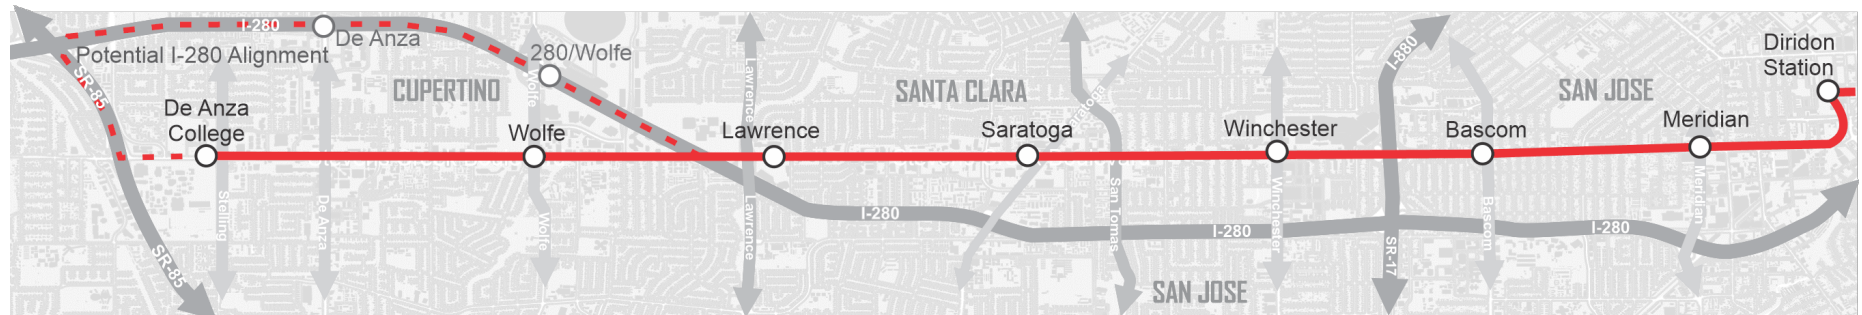 I-280
De Anza
Potential I-280 Alignment
280/Wolfe
I-880
Diridon
Station
SR-85
CUPERTINO
Wolfe
Lawrence
SANTA CLARA
Saratoga
SAN JOSE
De Anza
College
Wolfe
Lawrence
Saratoga
Winchester
Bascom
Meridian
Stelling
De Anza
Wolfe
Lawrence
I-280
San Tomas
I-280
Winchester
SR-17
Bascom
I-280
Meridian
SR-85
SAN JOSE